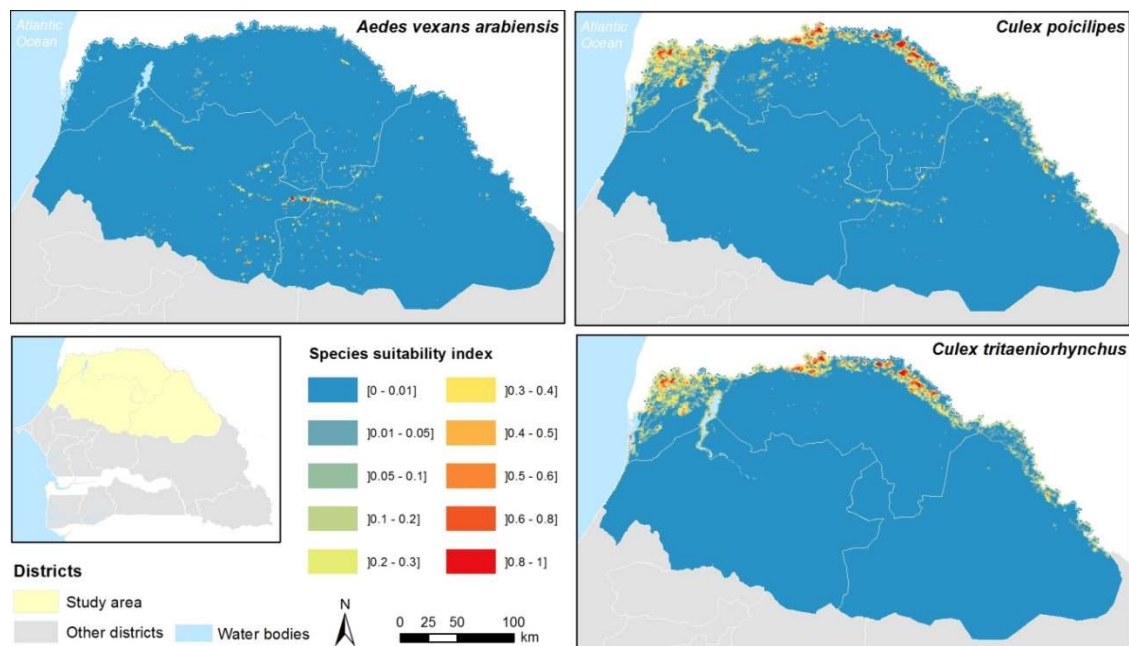 Atlantic
Ocean
Aedes vexans arabiensis
Atlantic
Ocean
Culex poicilipes
Species suitability index
[0 - 0.01]
]0.01 - 0.05]
]0.05 - 0.1]
]0.1 - 0.2]
]0.2 - 0.3]
]0.3 - 0.4]
]0.4 - 0.5]
]0.5 - 0.6]
]0.6 - 0.8]
]0.8 - 1]
Districts
Study area
Other districts
Water bodies
N
0 25 50 100
km
Culex tritaeniorhynchus
Atlantic
Ocean